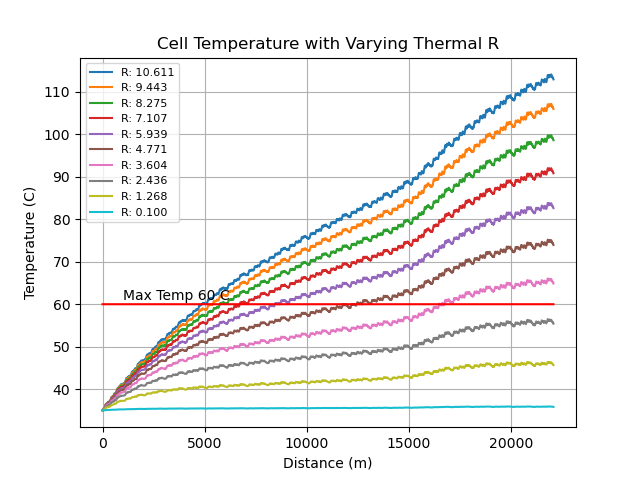 Cell Temperature with Varying Thermal R
R: 10.611
R: 9.443
R: 8.275
R: 7.107
R: 5.939
R: 4.771
R: 3.604
R: 2.436
R: 1.268
R: 0.100
Max Temp 60 C
Temperature (C)
110
100
90
80
70
60
50
40
0 5000 10000 15000 20000
Distance (m)